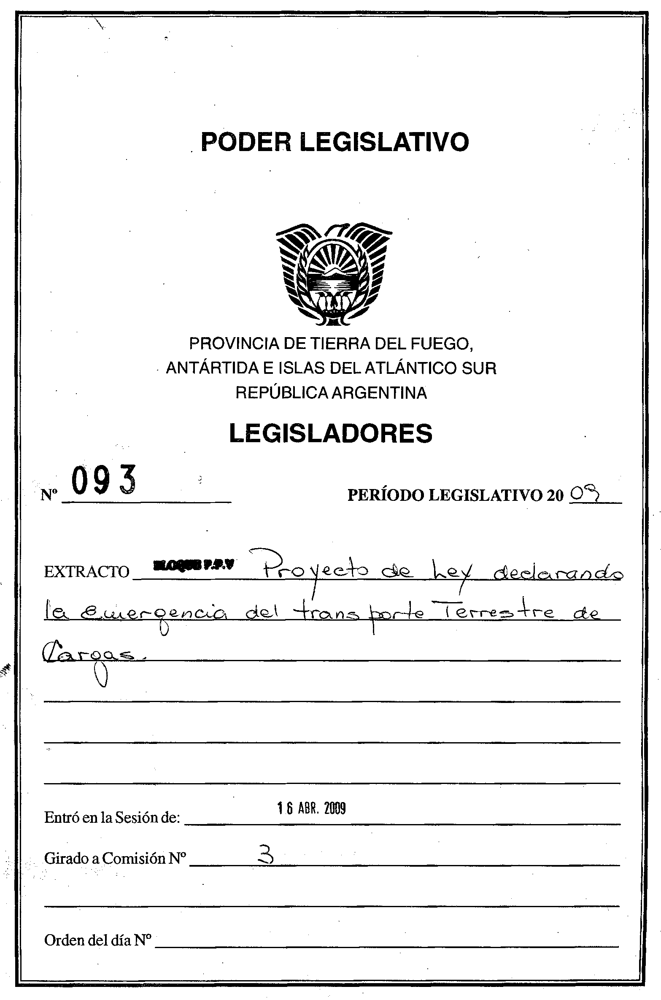 PODER LEGISLATIVO
PROVINCIA DE TIERRA DEL FUEGO,
ANTÁRTIDA E ISLAS DEL ATLÁNTICO SUR
REPÚBLICA ARGENTINA
LEGISLADORES
Nº 093 PERÍODO LEGISLATIVO 20 09
EXTRACTO BLOQUE Proyecto de Ley declarando
la Emergencia del transporte Terrestre de
Cargas.
Entró en la Sesión de: 16 ABR. 2009
Girado a Comisión Nº 3
Orden del día Nº